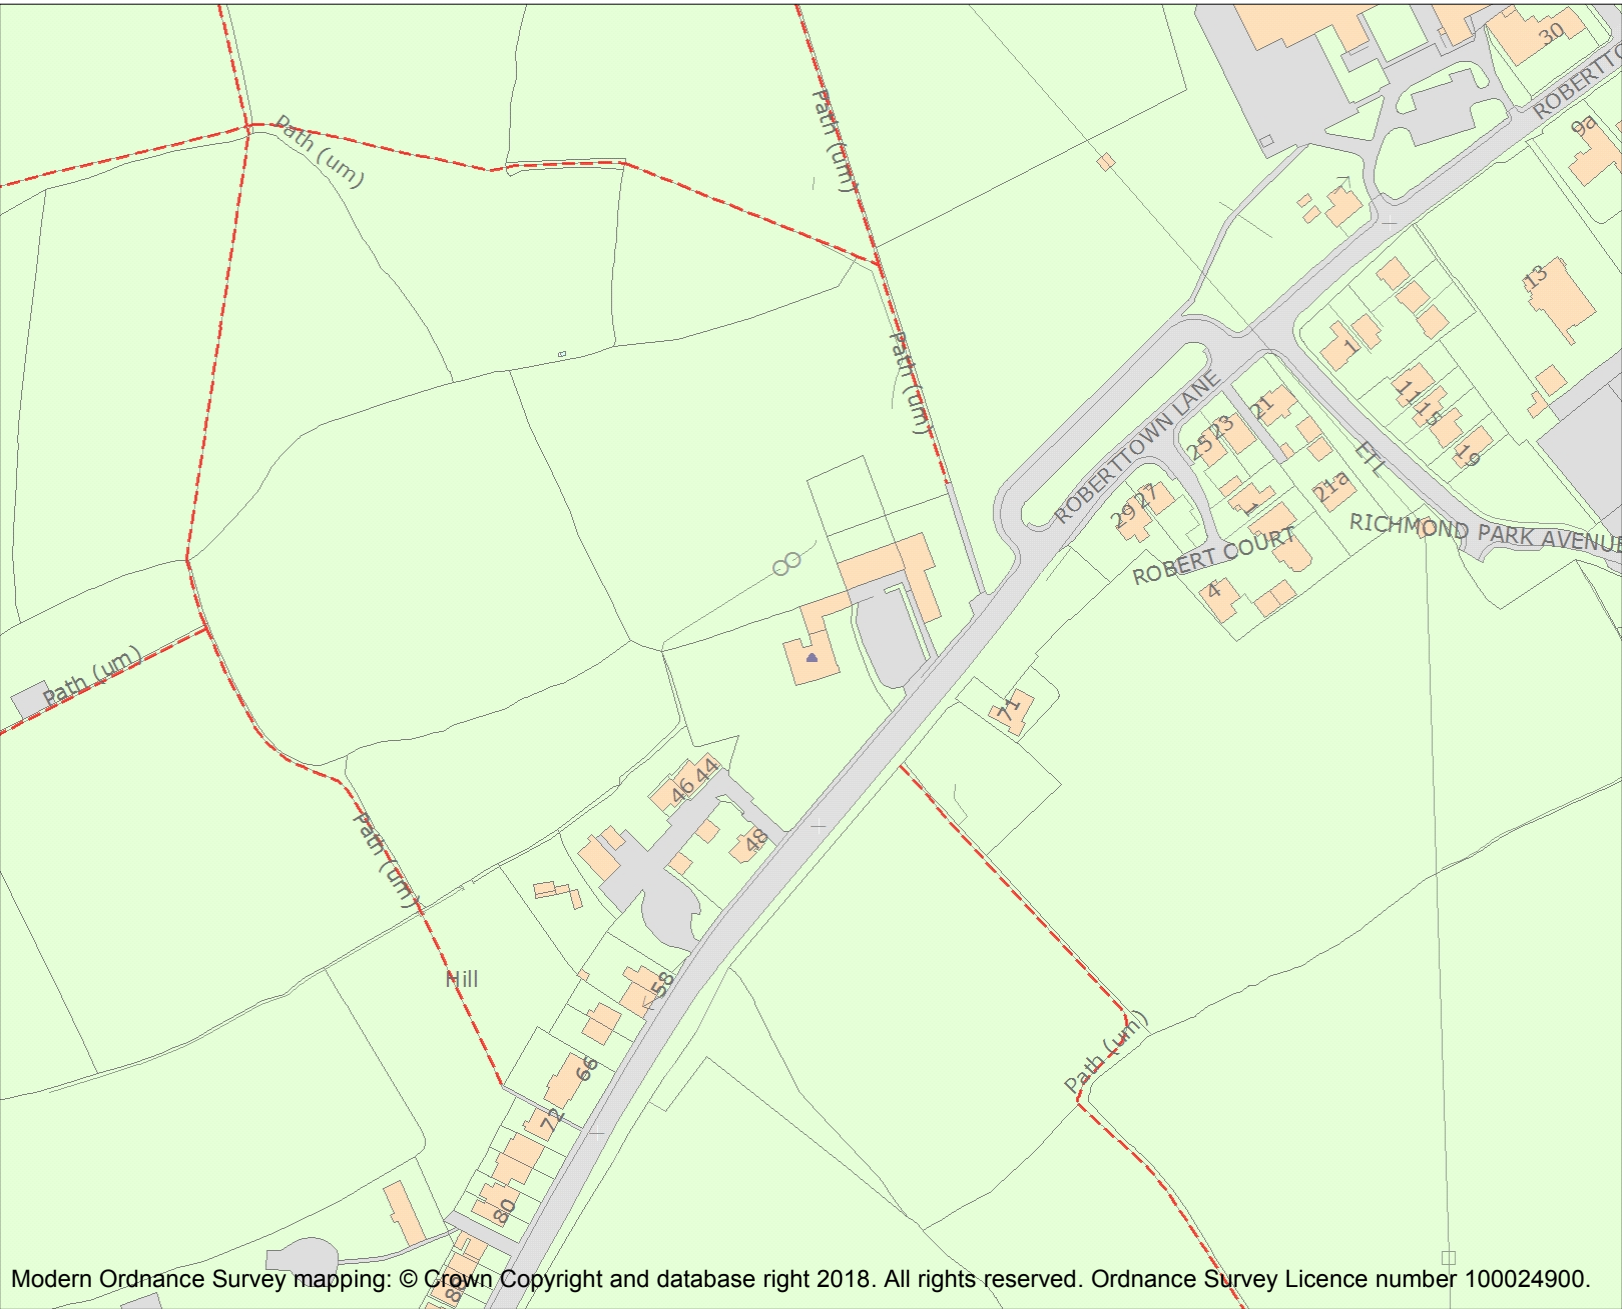 30
ROBERTTO
Path (um)
Path (um)
9a
13
1
Path (um)
ROBERTTOWN LANE
11
15
19
21
23
25
ETL
21a
27
29
1
RICHMOND PARK AVENUE
ROBERT COURT
4
Path (um)
71
44
46
48
Path (um)
Hill
58
66
72
Path (um)
80
Modern Ordnance Survey mapping: © Crown Copyright and database right 2018. All rights reserved. Ordnance Survey Licence number 100024900.